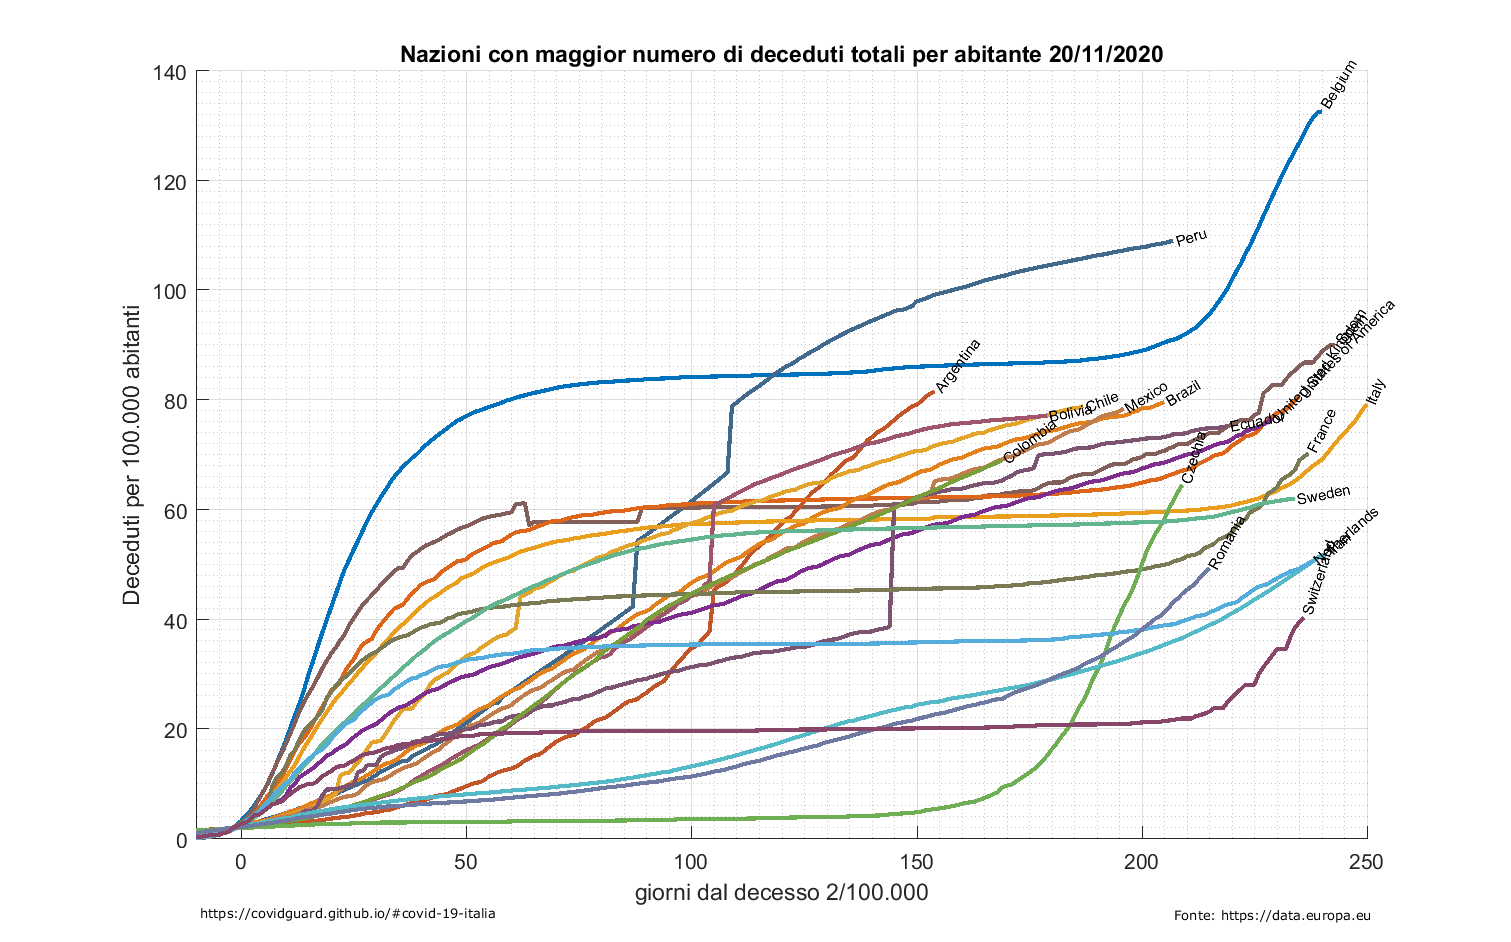 Nazioni con maggior numero di deceduti totali per abitante 20/11/2020
Deceduti per 100.000 abitanti
140
120
100
80
60
40
20
0
Belgium
Peru
Argentina
Spain
United Kingdom
United States of America
Italy
Chile
Mexico
Brazil
Bolivia
Ecuador
Colombia
France
Czechia
Sweden
Romania
Netherlands
Iran
Switzerland
0
50
100
150
200
250
giorni dal decesso 2/100.000
https://covidguard.github.io/#covid-19-italia
Fonte: https://data.europa.eu